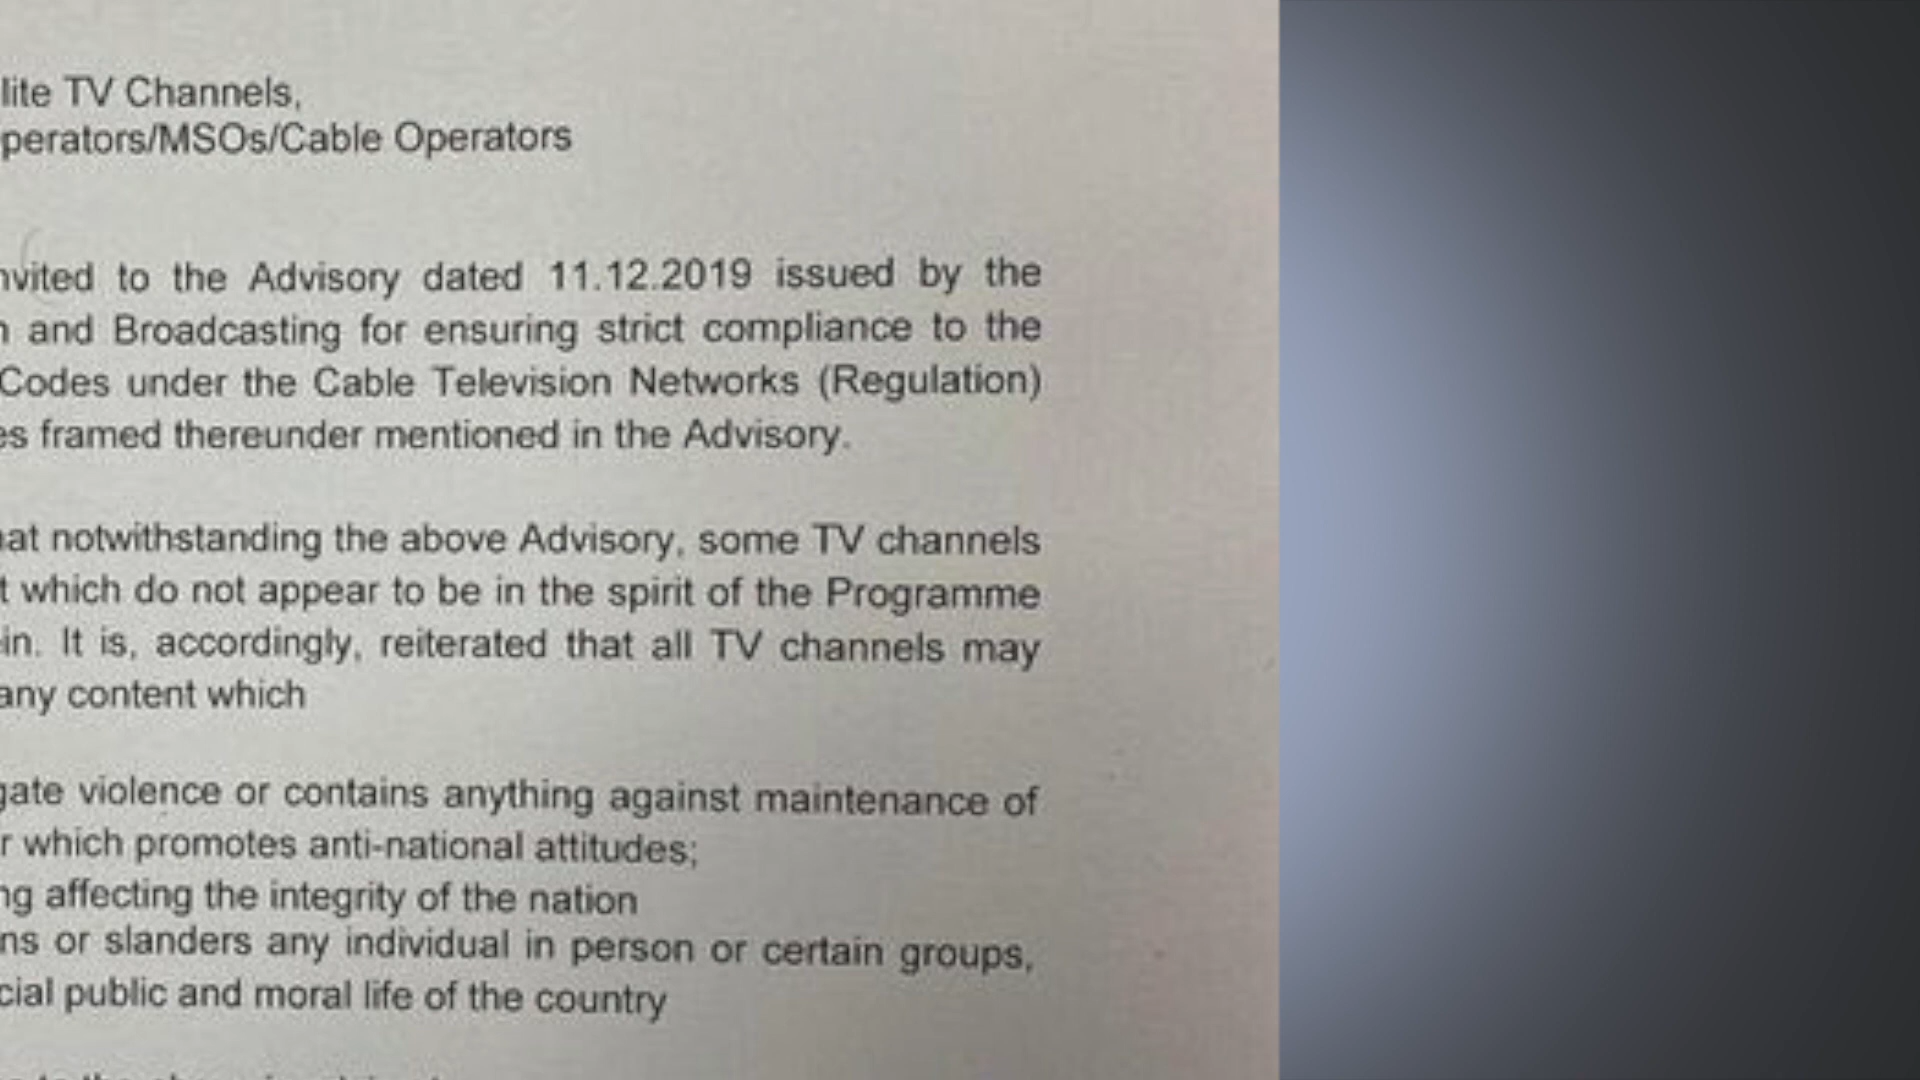 lite TV Channels,
perators/MSOs/Cable Operators
nvited to the Advisory dated 11.12.2019 issued by the
n and Broadcasting for ensuring strict compliance to the
Codes under the Cable Television Networks (Regulation)
es framed thereunder mentioned in the Advisory.
hat notwithstanding the above Advisory, some TV channels
t which do not appear to be in the spirit of the Programme
in. It is, accordingly, reiterated that all TV channels may
any content which
gate violence or contains anything against maintenance of
r which promotes anti-national attitudes;
ng affecting the integrity of the nation
ns or slanders any individual in person or certain groups,
cial public and moral life of the country